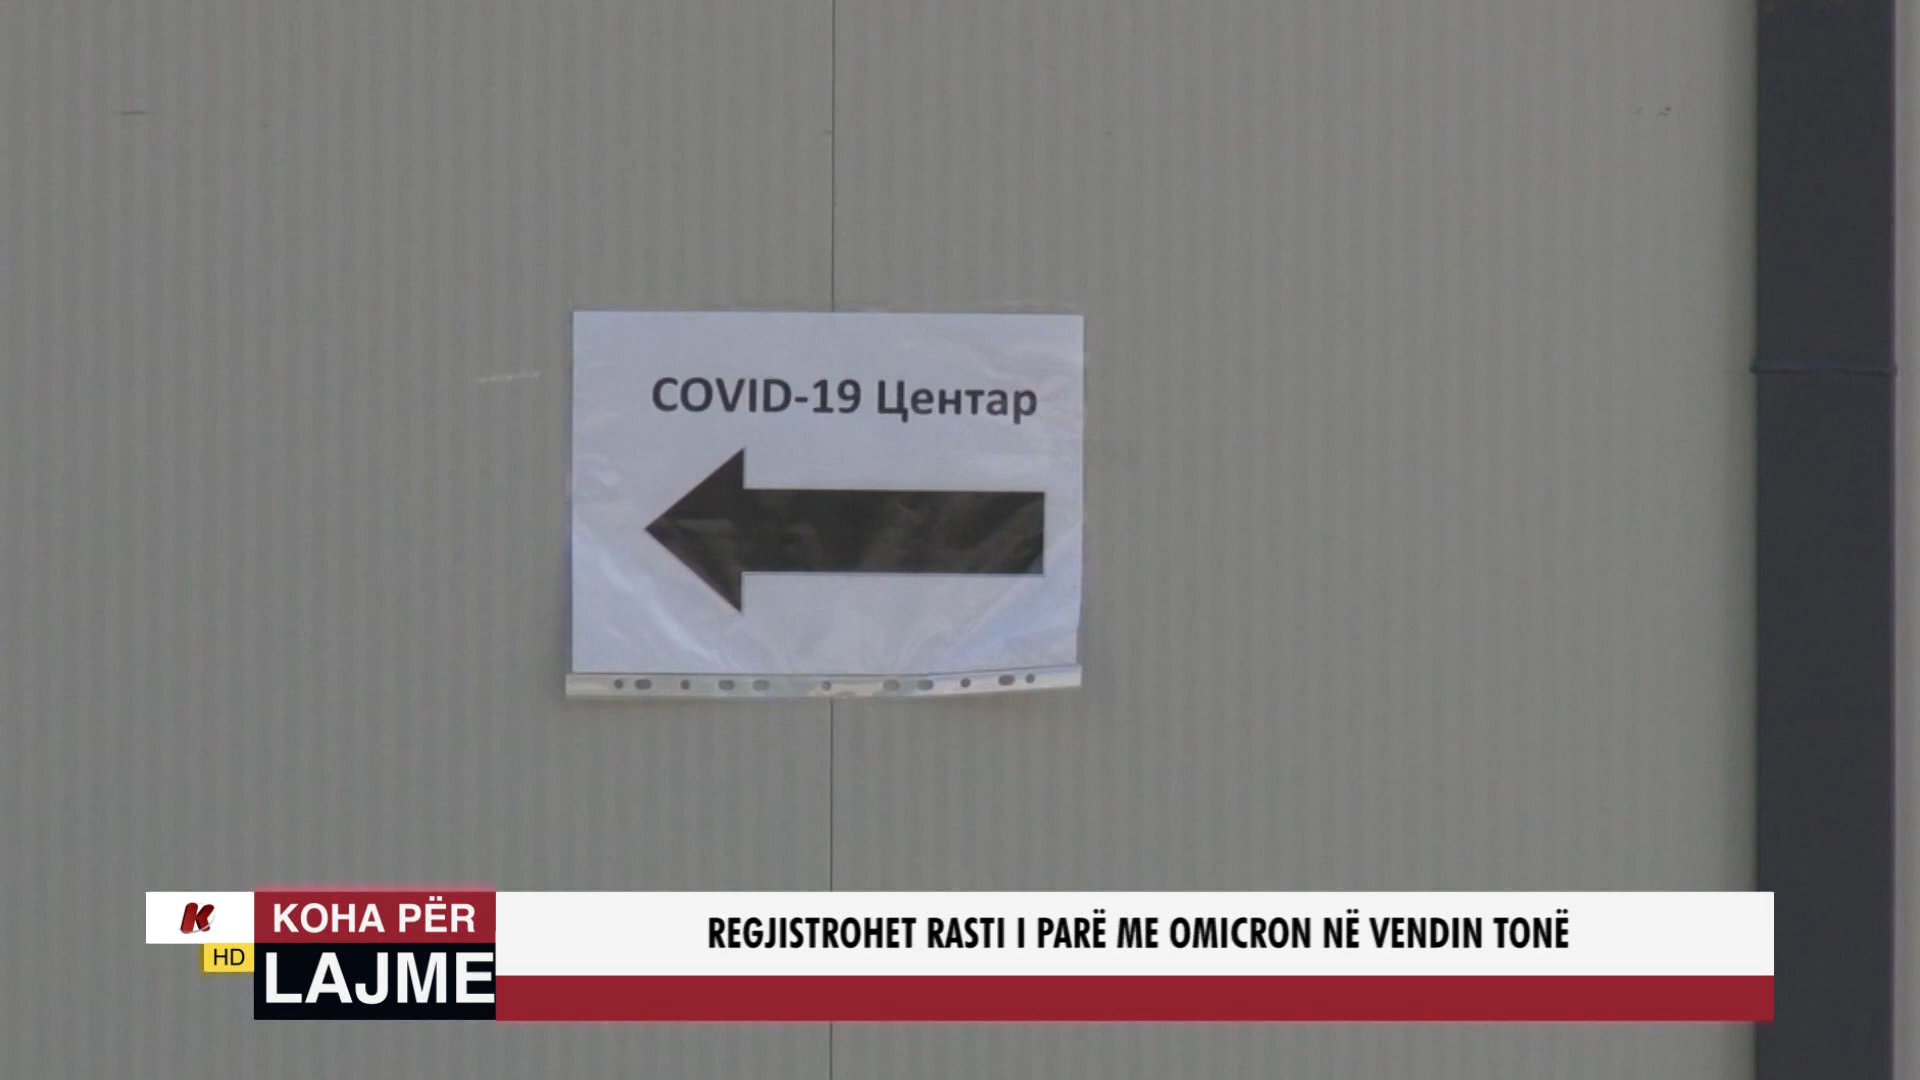 COVID-19 Центар
K
HD
KOHA PËR
LAJME
REGJISTROHET RASTI I PARË ME OMICRON NË VENDIN TONË